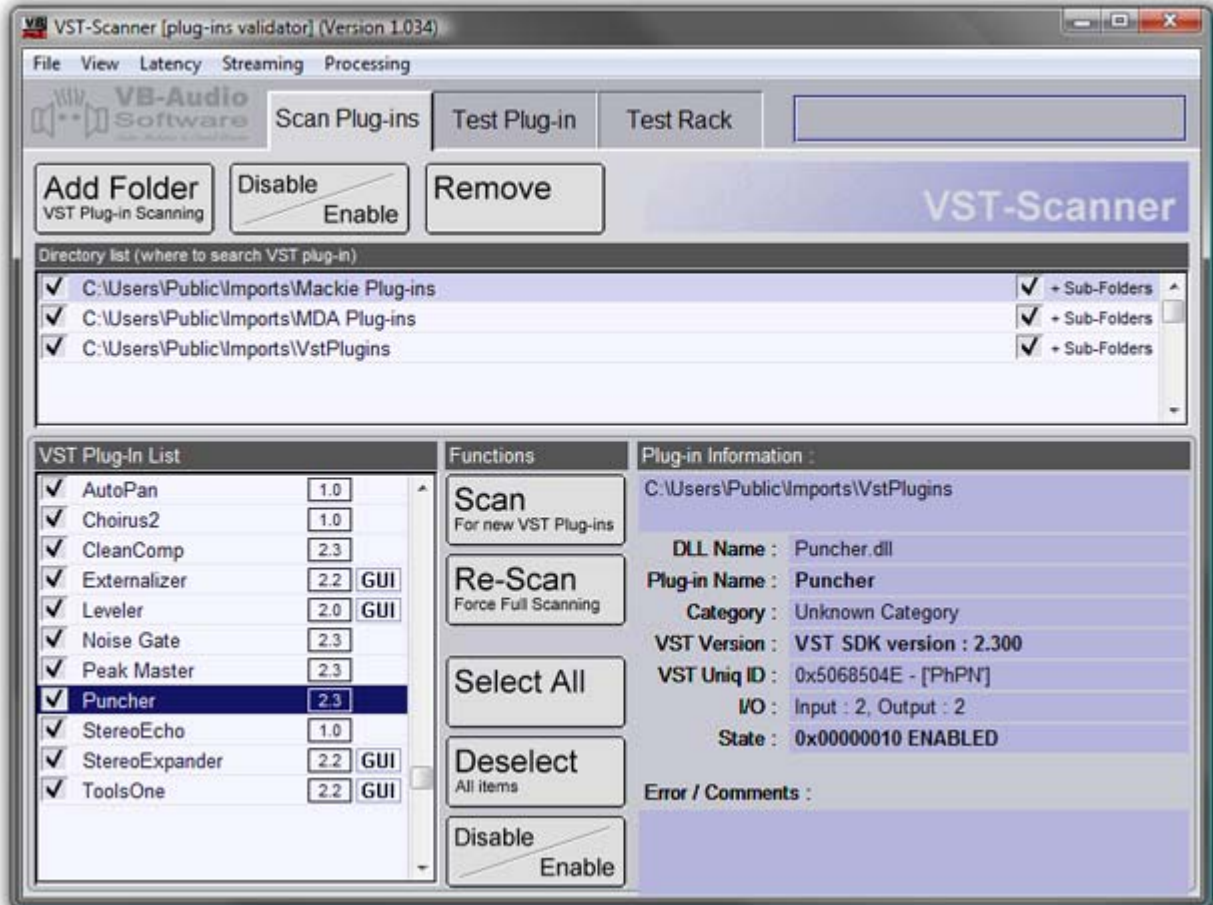 VST-Scanner [plug-ins validator] (Version 1.034)
File View Latency Streaming Processing
VB-Audio
Software
Scan Plug-ins
Test Plug-in
Test Rack
Add Folder
VST Plug-in Scanning
Disable
Enable
Remove
VST-Scanner
Directory list (where to search VST plug-in)
C:\Users\Public\Imports\Mackie Plug-ins + Sub-Folders
C:\Users\Public\Imports\MDA Plug-ins + Sub-Folders
C:\Users\Public\Imports\VstPlugins + Sub-Folders
VST Plug-In List
AutoPan 1.0
Choirus2 1.0
CleanComp 2.3
Externalizer 2.2 GUI
Leveler 2.0 GUI
Noise Gate 2.3
Peak Master 2.3
Puncher 2.3
StereoEcho 1.0
StereoExpander 2.2 GUI
ToolsOne 2.2 GUI
Functions
Scan
For new VST Plug-ins
Re-Scan
Force Full Scanning
Select All
Deselect
All items
Disable
Enable
Plug-in Information :
C:\Users\Public\Imports\VstPlugins
DLL Name : Puncher.dll
Plug-in Name : Puncher
Category : Unknown Category
VST Version : VST SDK version : 2.300
VST Uniq ID : 0x5068504E - ['PhPN']
I/O : Input : 2, Output : 2
State : 0x00000010 ENABLED
Error / Comments :